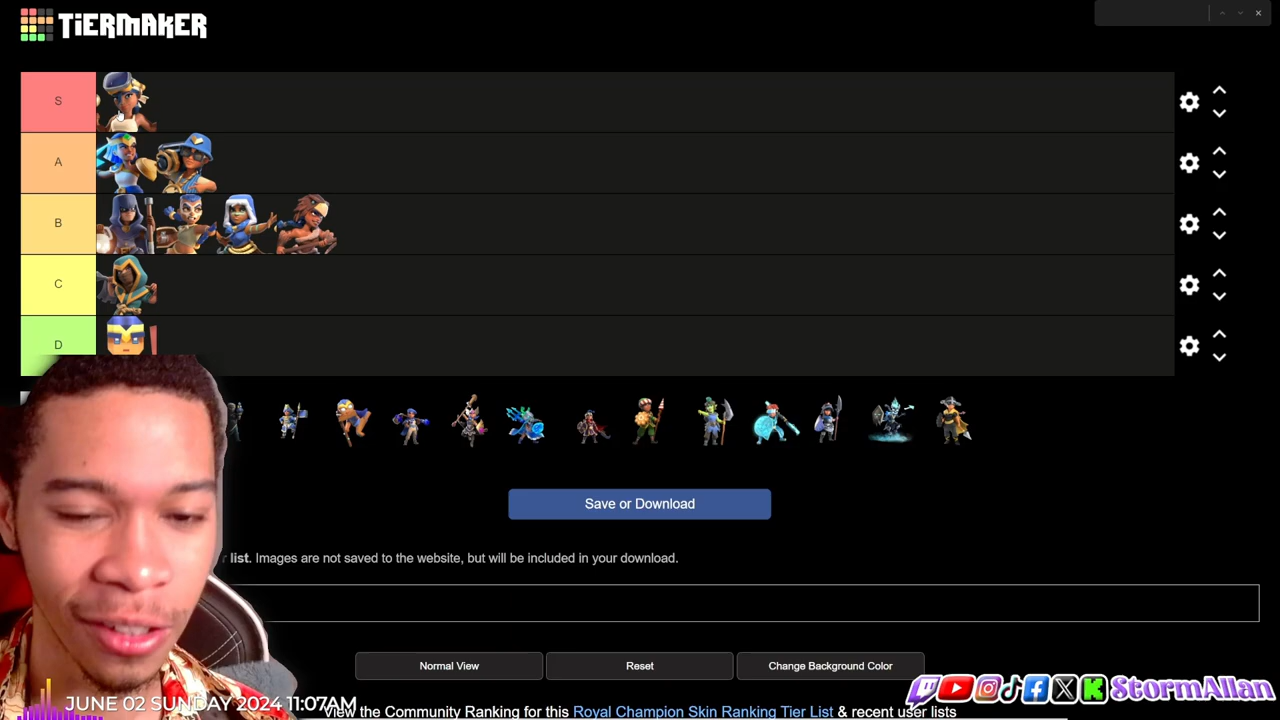 TIERMAKER
S
A
B
C
D
Save or Download
list. Images are not saved to the website, but will be included in your download.
Normal View
Reset
Change Background Color
JUNE 02 SUNDAY 2024 11:07AM
StormAllan
View the Community Ranking for this Royal Champion Skin Ranking Tier List & recent user lists